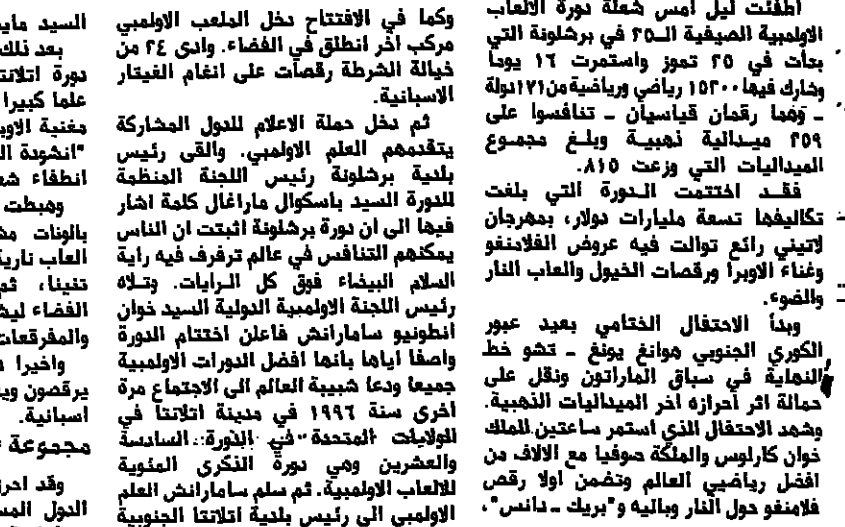 اطفئت ليل امس شعلة دورة الالعاب
الاولمبية الصيفية الـ٢٥ في برشلونة التي
بدأت في ٢٥ تموز واستمرت ١٦ يوما
وشارك فيها ١٥٢٠٠ رياضي ورياضية من ١٧١دولة
ـ وهما رقمان قياسيان ـ تنافسوا على
٢٥٩ ميدالية ذهبية وبلغ مجموع
الميداليات التي وزعت ٨١٥.
فقد اختتمت الدورة التي بلغت
تكاليفها تسعة مليارات دولار، بمهرجان
لاتيني رائع توالت فيه عروض الفلامنغو
وغناء الاوبرا ورقصات الخيول والعاب النار
والضوء.
وبدأ الاحتفال الختامي بعيد عبور
الكوري الجنوبي هوانغ يونغ ـ تشو خط
النهاية في سباق الماراتون ونقل على
حمالة اثر احرازه اخر الميداليات الذهبية.
وشهد الاحتفال الذي استمر ساعتين الملك
خوان كارلوس والملكة صوفيا مع الالاف من
افضل رياضيي العالم وتضمن اولا رقص
فلامنغو حول النار وباليه و"بريك ـ دانس"،
وكما في الافتتاح دخل الملعب الاولمبي
مركب اخر انطلق في الفضاء. وادى ٢٤ من
خيالة الشرطة رقصات على انغام الغيتار
الاسبانية.
ثم دخل حملة الاعلام للدول المشاركة
يتقدمهم العلم الاولمبي. والقى رئيس
بلدية برشلونة رئيس اللجنة المنظمة
للدورة السيد باسكوال ماراغال كلمة اشار
فيها الى ان دورة برشلونة اثبتت ان الناس
يمكنهم التنافس في عالم ترفرف فيه راية
السلام البيضاء فوق كل الرايات. وتلاه
رئيس اللجنة الاولمبية الدولية السيد خوان
انطونيو سامارانش فاعلن اختتام الدورة
واصفا اياها بانها افضل الدورات الاولمبية
جميعا ودعا شبيبة العالم الى الاجتماع مرة
اخرى سنة ١٩٩٦ في مدينة اتلانتا في
الولايات المتحدة في الدورة السادسة
والعشرين وهي دورة الذكرى المئوية
للالعاب الاولمبية. ثم سلم سامارانش العلم
الاولمبي الى رئيس بلدية اتلانتا الجنوبية
السيد مايد
بعد ذلك
دورة اتلانتا
علما كبيرا
مغنية الاوب
"انشودة ال
انطفاء شع
وهبطت
بالونات مش
العاب نارية
تنينا، ثم
الفضاء ليش
والمفرقعات
واخيرا
يرقصون وي
اسبانية.
مجموعة
وقد احر
الدول المس